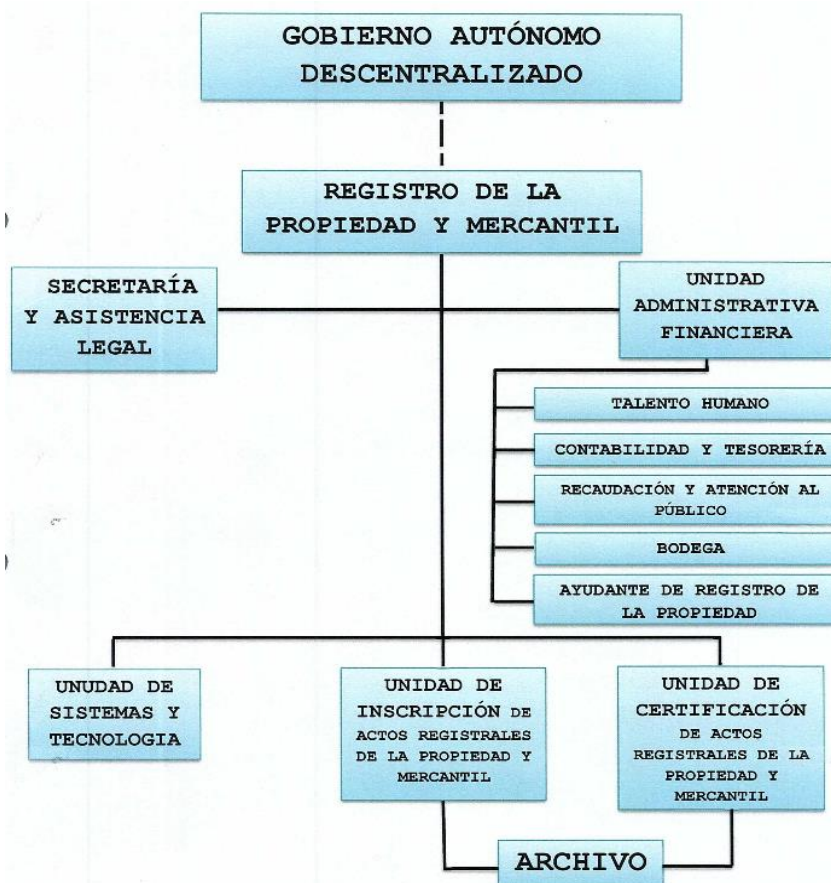 GOBIERNO AUTÓNOMO
DESCENTRALIZADO
REGISTRO DE LA
PROPIEDAD Y MERCANTIL
SECRETARÍA
Y ASISTENCIA
LEGAL
UNIDAD
ADMINISTRATIVA
FINANCIERA
TALENTO HUMANO
CONTABILIDAD Y TESORERÍA
RECAUDACIÓN Y ATENCIÓN AL
PÚBLICO
BODEGA
AYUDANTE DE REGISTRO DE
LA PROPIEDAD
UNUDAD DE
SISTEMAS Y
TECNOLOGIA
UNIDAD DE
INSCRIPCIÓN DE
ACTOS REGISTRALES
DE LA PROPIEDAD Y
MERCANTIL
UNIDAD DE
CERTIFICACIÓN
DE ACTOS
REGISTRALES DE LA
PROPIEDAD Y
MERCANTIL
ARCHIVO